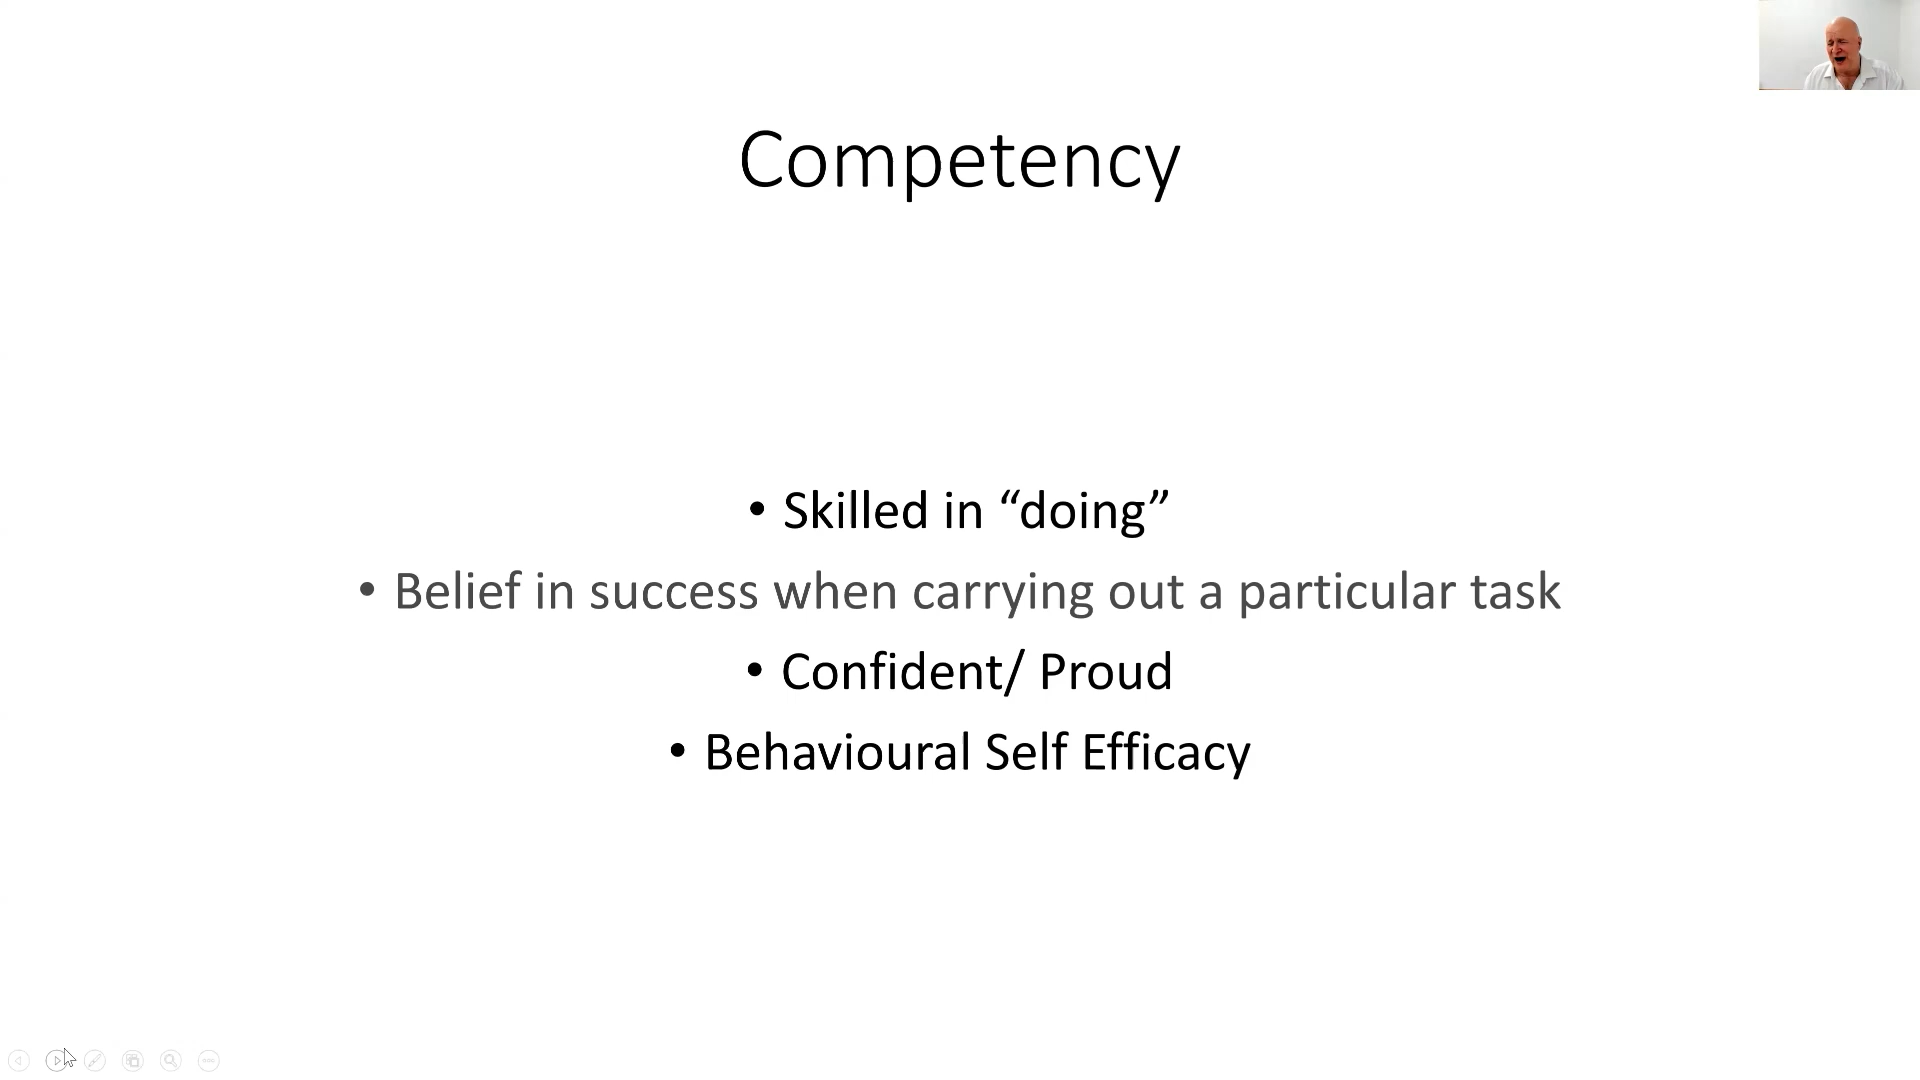 Competency
• Skilled in “doing”
• Belief in success when carrying out a particular task
• Confident/ Proud
• Behavioural Self Efficacy